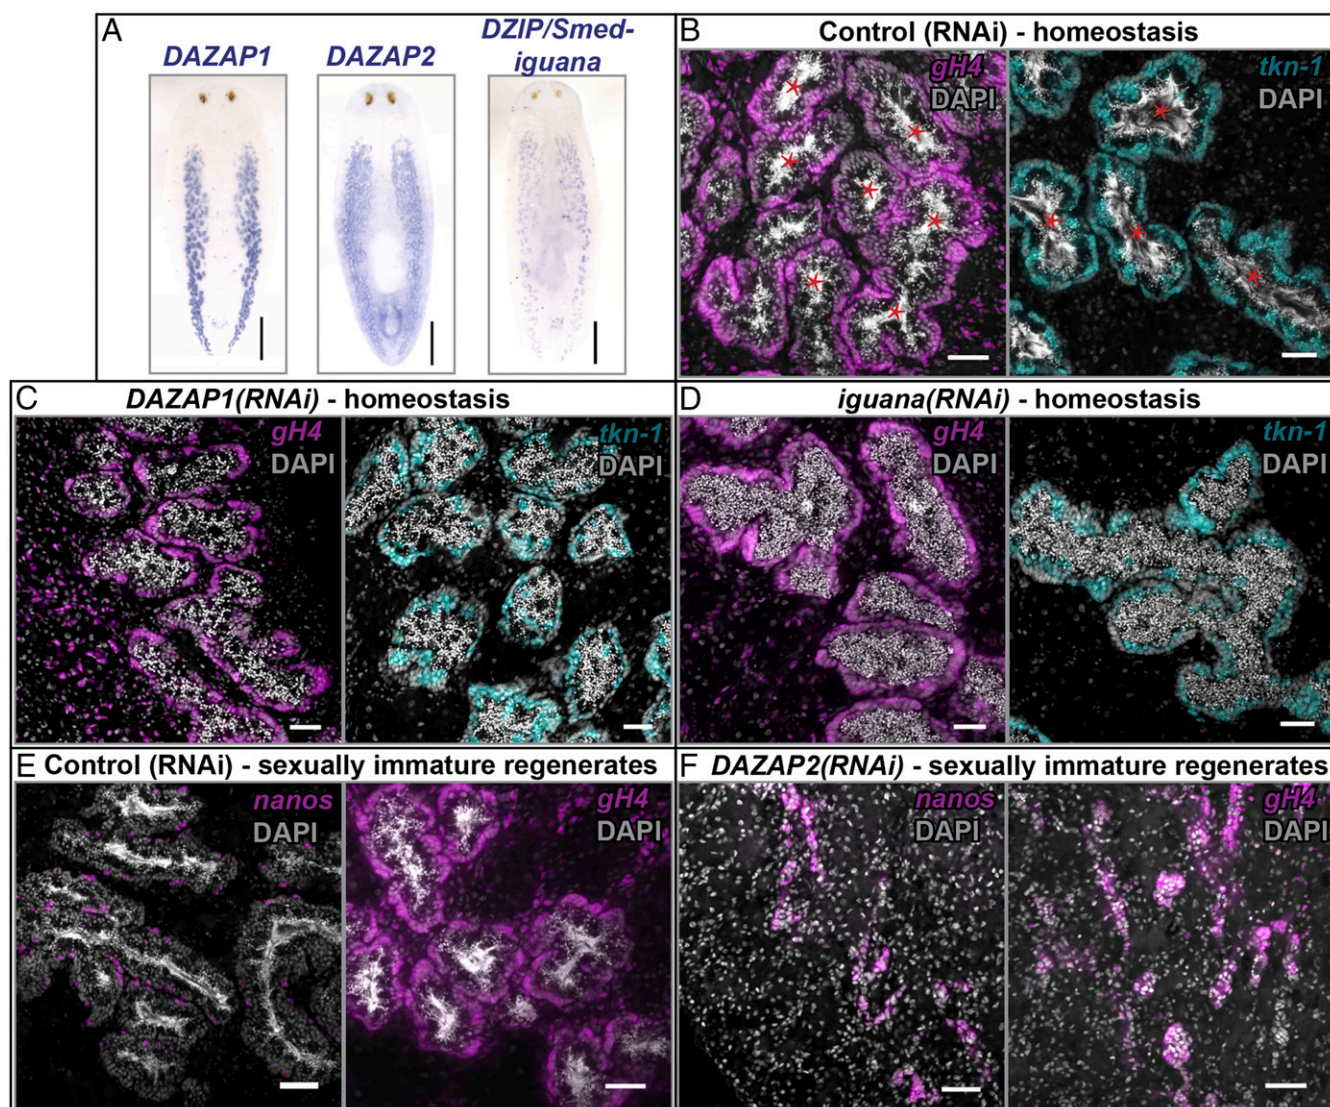 A
DAZAP1
DAZAP2
DZIP/Smed-
iguana
B
Control (RNAi) - homeostasis
gH4
DAPI
tkn-1
DAPI
C
DAZAP1(RNAi) - homeostasis
gH4
DAPI
tkn-1
DAPI
D
iguana(RNAi) - homeostasis
gH4
DAPI
tkn-1
DAPI
E Control (RNAi) - sexually immature regenerates
nanos
DAPI
gH4
DAPI
F DAZAP2(RNAi) - sexually immature regenerates
nanos
DAPI
gH4
DAPI